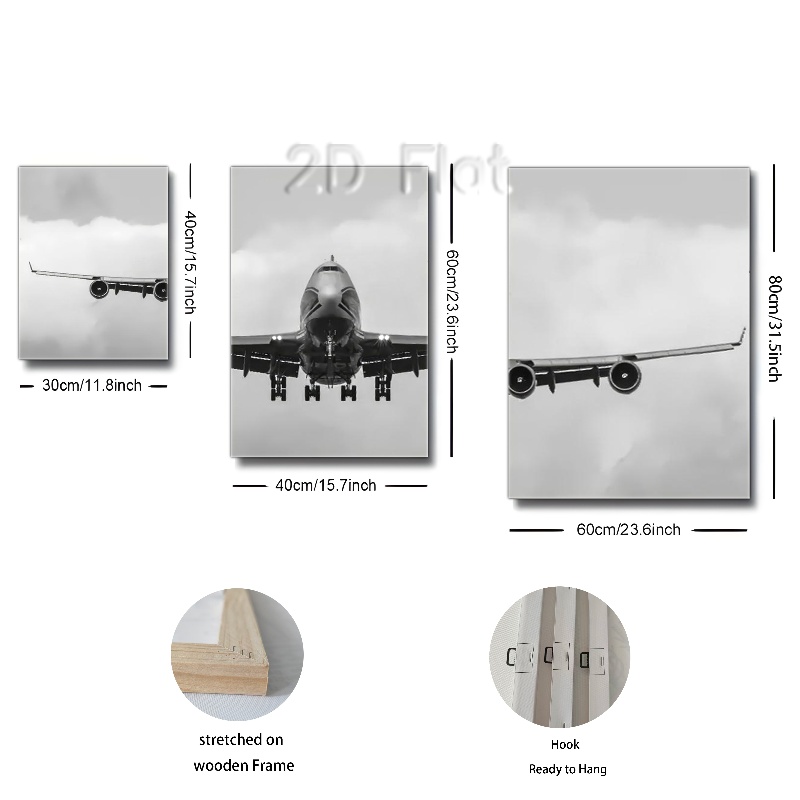 2D Flat
40cm/15.7inch
60cm/23.6inch
80cm/31.5inch
30cm/11.8inch
40cm/15.7inch
60cm/23.6inch
stretched on
wooden Frame
Hook
Ready to Hang